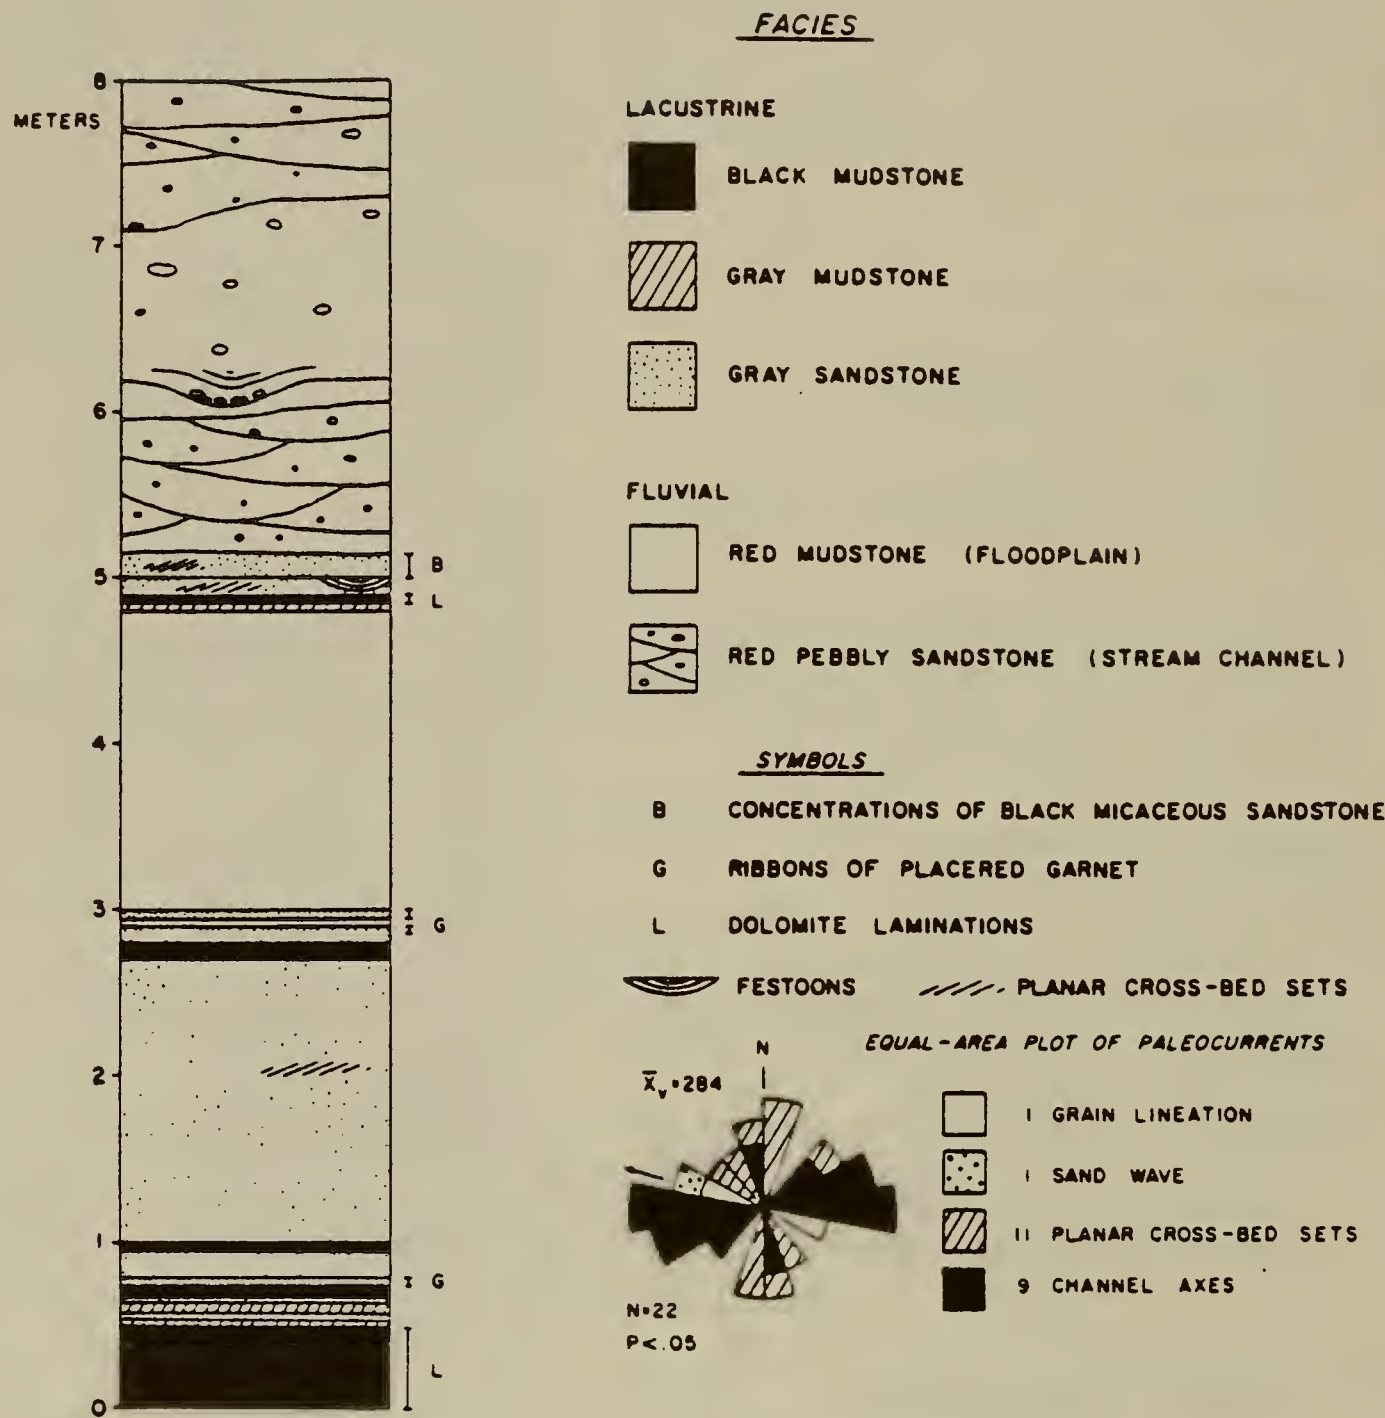 FACIES
8
METERS
7
6
5
4
3
2
1
0
B
L
G
G
L
LACUSTRINE
BLACK MUDSTONE
GRAY MUDSTONE
GRAY SANDSTONE
FLUVIAL
RED MUDSTONE (FLOODPLAIN)
RED PEBBLY SANDSTONE (STREAM CHANNEL)
SYMBOLS
B CONCENTRATIONS OF BLACK MICACEOUS SANDSTONE
G RIBBONS OF PLACERED GARNET
L DOLOMITE LAMINATIONS
FESTOONS PLANAR CROSS-BED SETS
EQUAL-AREA PLOT OF PALEOCURRENTS
N
X̄v=284
1 GRAIN LINEATION
1 SAND WAVE
11 PLANAR CROSS-BED SETS
9 CHANNEL AXES
N=22
P<.05